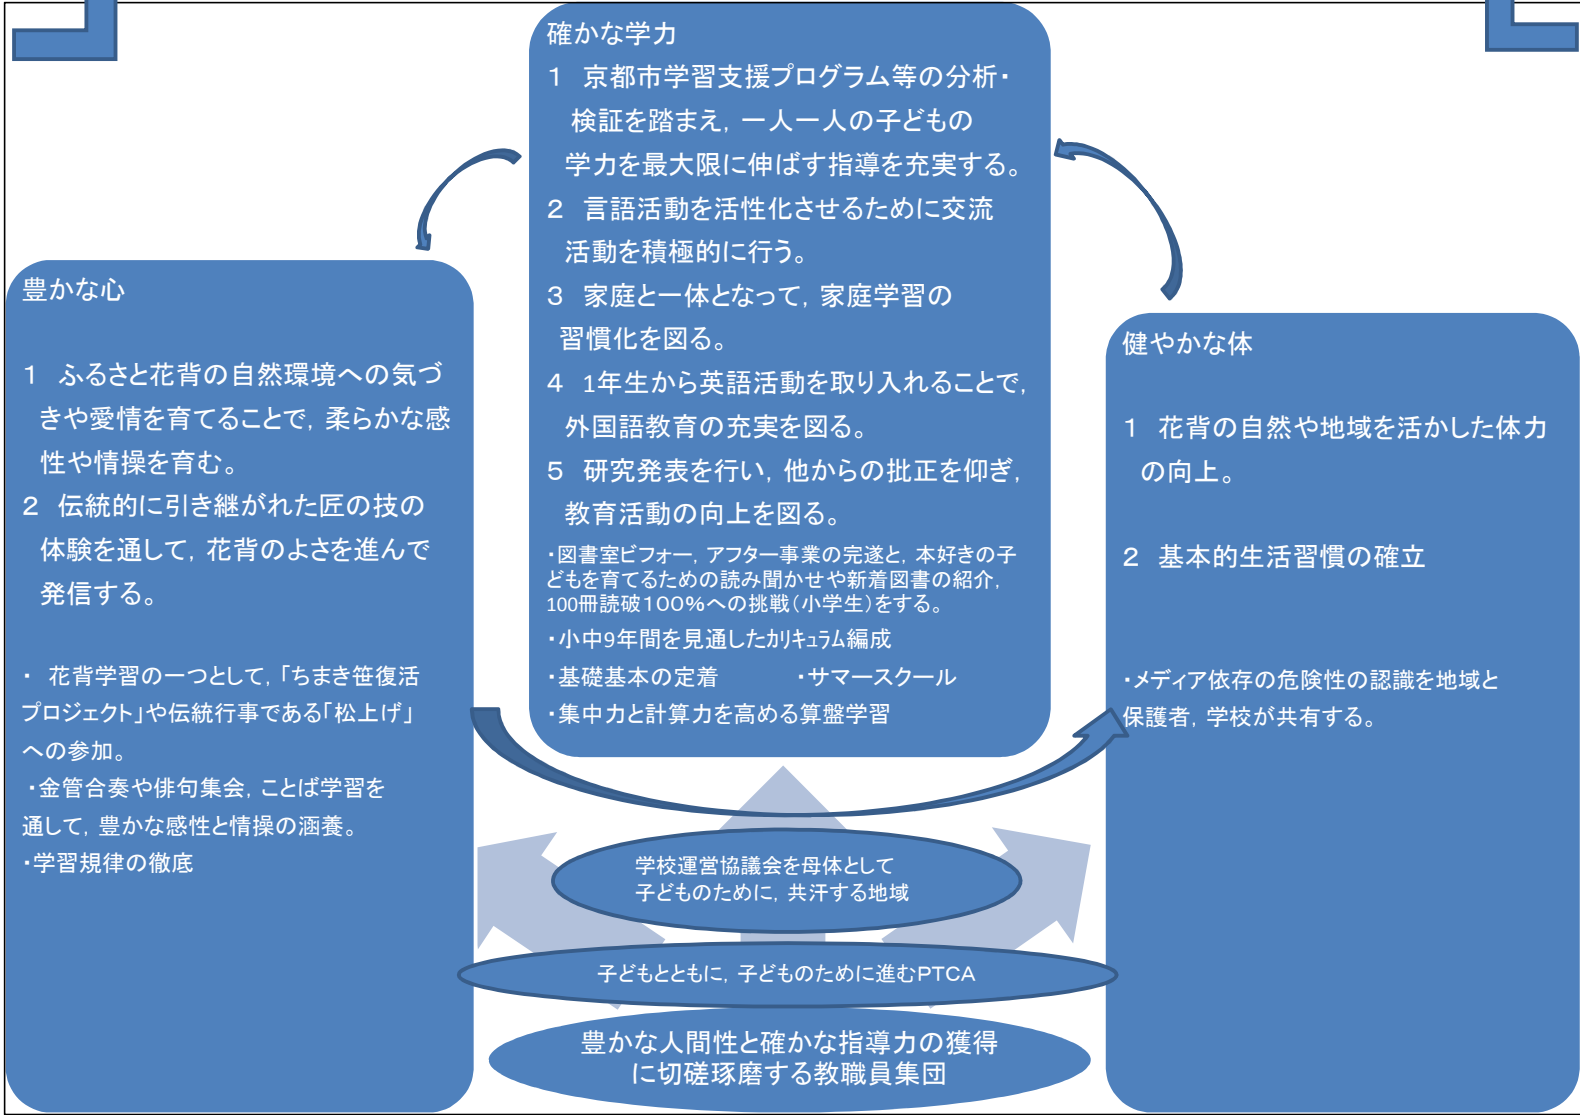 確かな学力
１　京都市学習支援プログラム等の分析・
検証を踏まえ，一人一人の子どもの
学力を最大限に伸ばす指導を充実する。
２　言語活動を活性化させるために交流
活動を積極的に行う。
３　家庭と一体となって，家庭学習の
習慣化を図る。
４　1年生から英語活動を取り入れることで，
外国語教育の充実を図る。
５　研究発表を行い，他からの批正を仰ぎ，
教育活動の向上を図る。
・図書室ビフォー，アフター事業の完遂と，本好きの子
どもを育てるための読み聞かせや新着図書の紹介，
100冊読破１００％への挑戦（小学生）をする。
・小中9年間を見通したカリキュラム編成
・基礎基本の定着　　　・サマースクール
・集中力と計算力を高める算盤学習
豊かな心
１　ふるさと花背の自然環境への気づ
きや愛情を育てることで，柔らかな感
性や情操を育む。
２　伝統的に引き継がれた匠の技の
体験を通して，花背のよさを進んで
発信する。
・　花背学習の一つとして，「ちまき笹復活
プロジェクト」や伝統行事である「松上げ」
への参加。
・金管合奏や俳句集会，ことば学習を
通して，豊かな感性と情操の涵養。
・学習規律の徹底
健やかな体
１　花背の自然や地域を活かした体力
の向上。
２　基本的生活習慣の確立
・メディア依存の危険性の認識を地域と
保護者，学校が共有する。
学校運営協議会を母体として
子どものために，共汗する地域
子どもとともに，子どものために進むＰＴＣＡ
豊かな人間性と確かな指導力の獲得
に切磋琢磨する教職員集団